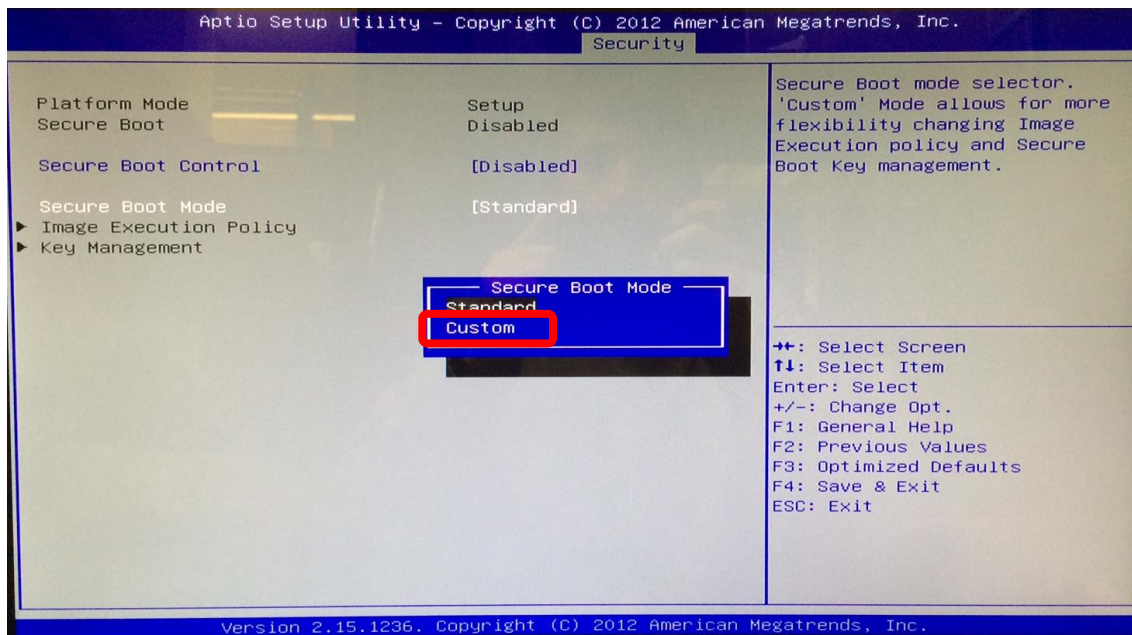 Aptio Setup Utility – Copyright (C) 2012 American Megatrends, Inc.
Security
Platform Mode Setup
Secure Boot Disabled
Secure Boot Control [Disabled]
Secure Boot Mode [Standard]
► Image Execution Policy
► Key Management
Secure Boot Mode
Standard
Custom
Secure Boot mode selector.
'Custom' Mode allows for more
flexibility changing Image
Execution policy and Secure
Boot Key management.
→←: Select Screen
↑↓: Select Item
Enter: Select
+/-: Change Opt.
F1: General Help
F2: Previous Values
F3: Optimized Defaults
F4: Save & Exit
ESC: Exit
Version 2.15.1236. Copyright (C) 2012 American Megatrends, Inc.